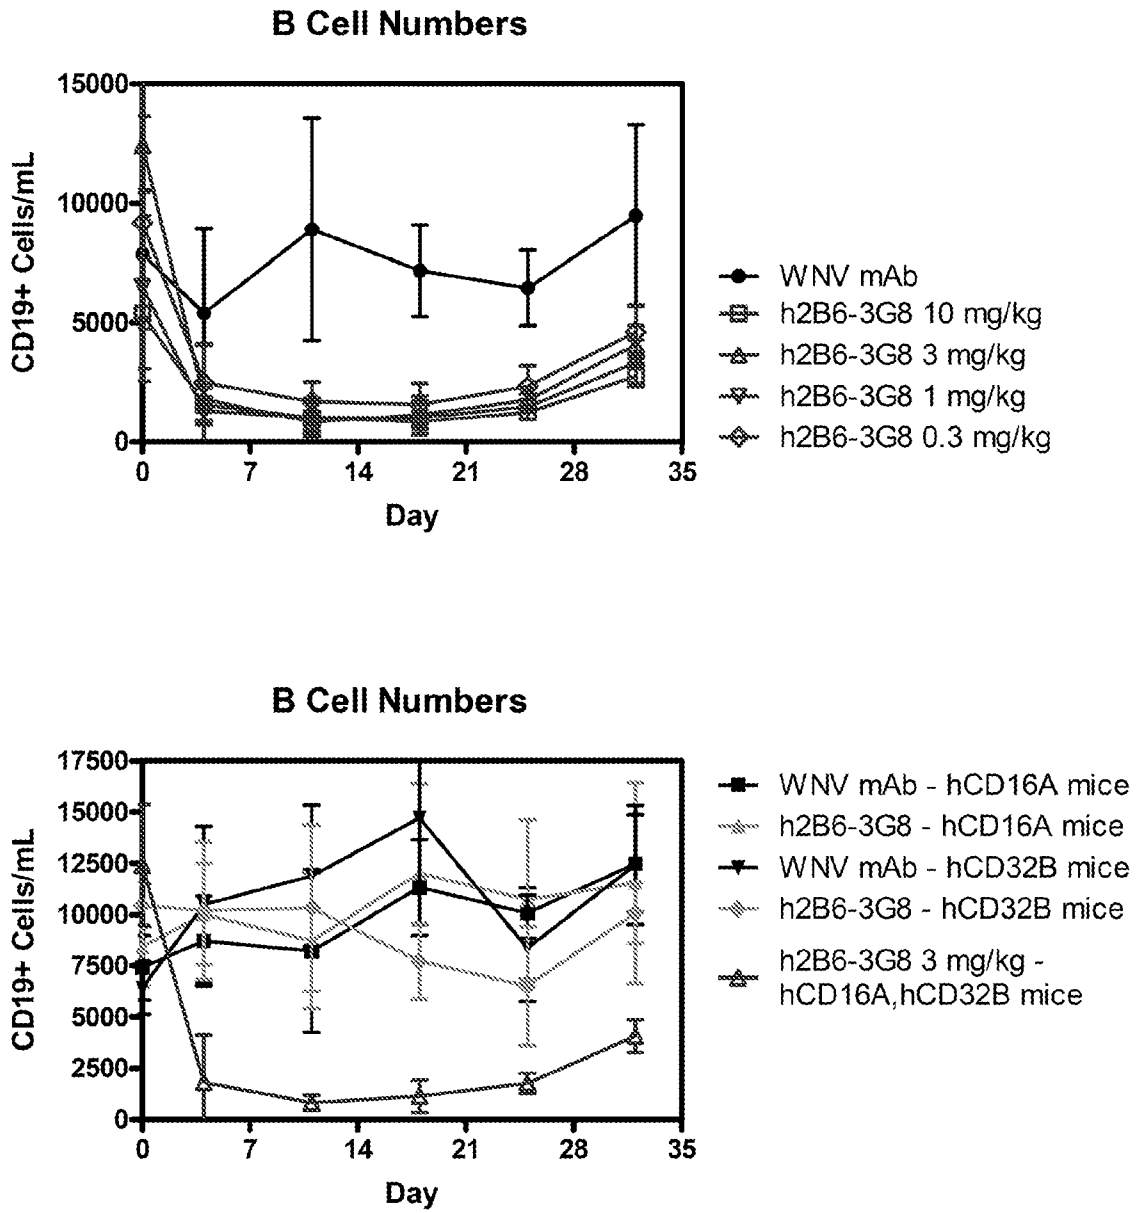 B Cell Numbers
CD19+ Cells/mL
15000
10000
5000
0
0 7 14 21 28 35
Day
WNV mAb
h2B6-3G8 10 mg/kg
h2B6-3G8 3 mg/kg
h2B6-3G8 1 mg/kg
h2B6-3G8 0.3 mg/kg
B Cell Numbers
CD19+ Cells/mL
17500
15000
12500
10000
7500
5000
2500
0
0 7 14 21 28 35
Day
WNV mAb - hCD16A mice
h2B6-3G8 - hCD16A mice
WNV mAb - hCD32B mice
h2B6-3G8 - hCD32B mice
h2B6-3G8 3 mg/kg -
hCD16A,hCD32B mice